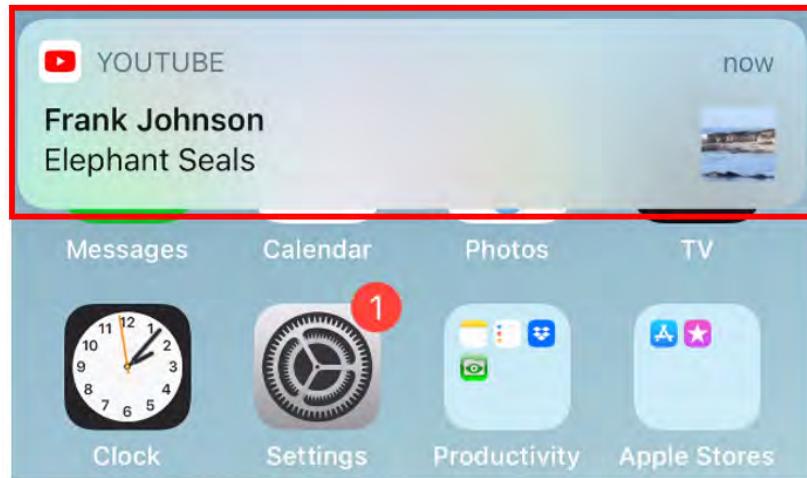 YOUTUBE now
Frank Johnson
Elephant Seals
Messages Calendar Photos TV
1
12
11 1
10 2
9 3
8 4
7 6 5
Clock Settings Productivity Apple Stores